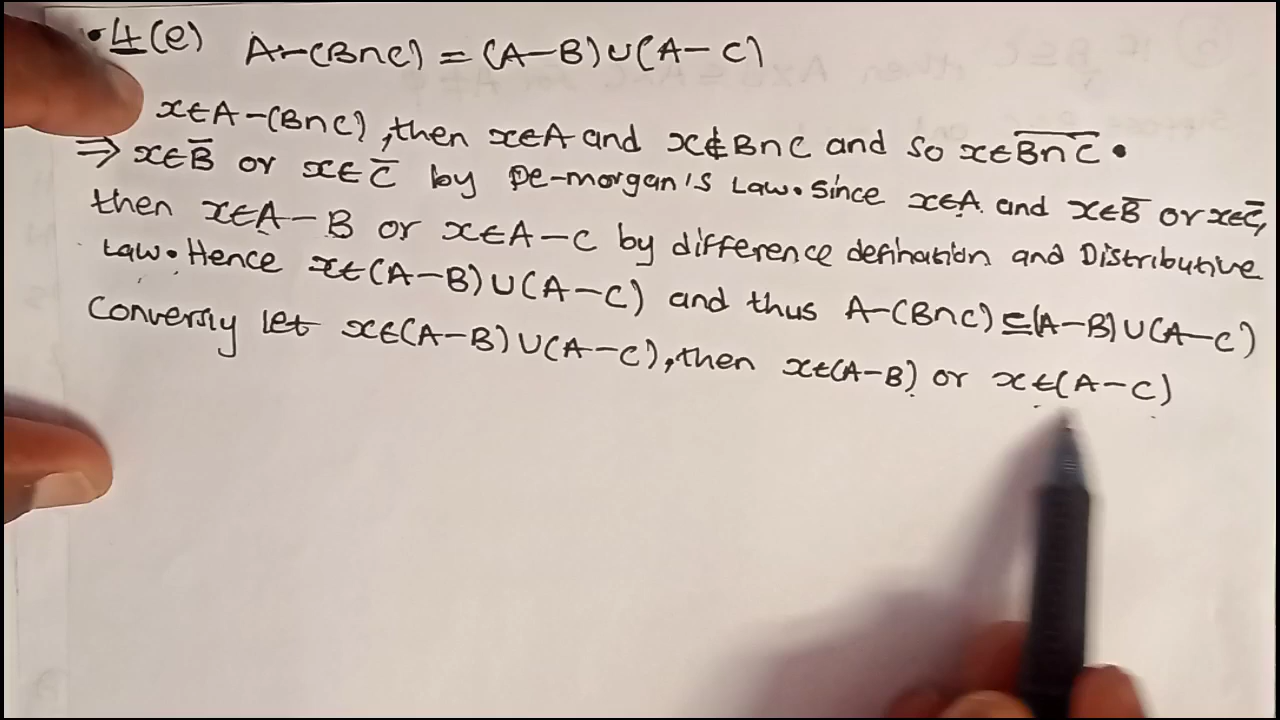 4(e) A-(B∩C) = (A-B)∪(A-C)
x∈A-(B∩C), then x∈A and x∉B∩C and so x∈\overline{B∩C}.
⇒ x∈B̅ or x∈C̅ by De-morgan's Law. Since x∈A and x∈B̅ or x∈C̅,
then x∈A-B or x∈A-C by difference defination and Distributive
Law. Hence x∈(A-B)∪(A-C) and thus A-(B∩C)⊆(A-B)∪(A-C)
Conversly let x∈(A-B)∪(A-C), then x∈(A-B) or x∈(A-C)